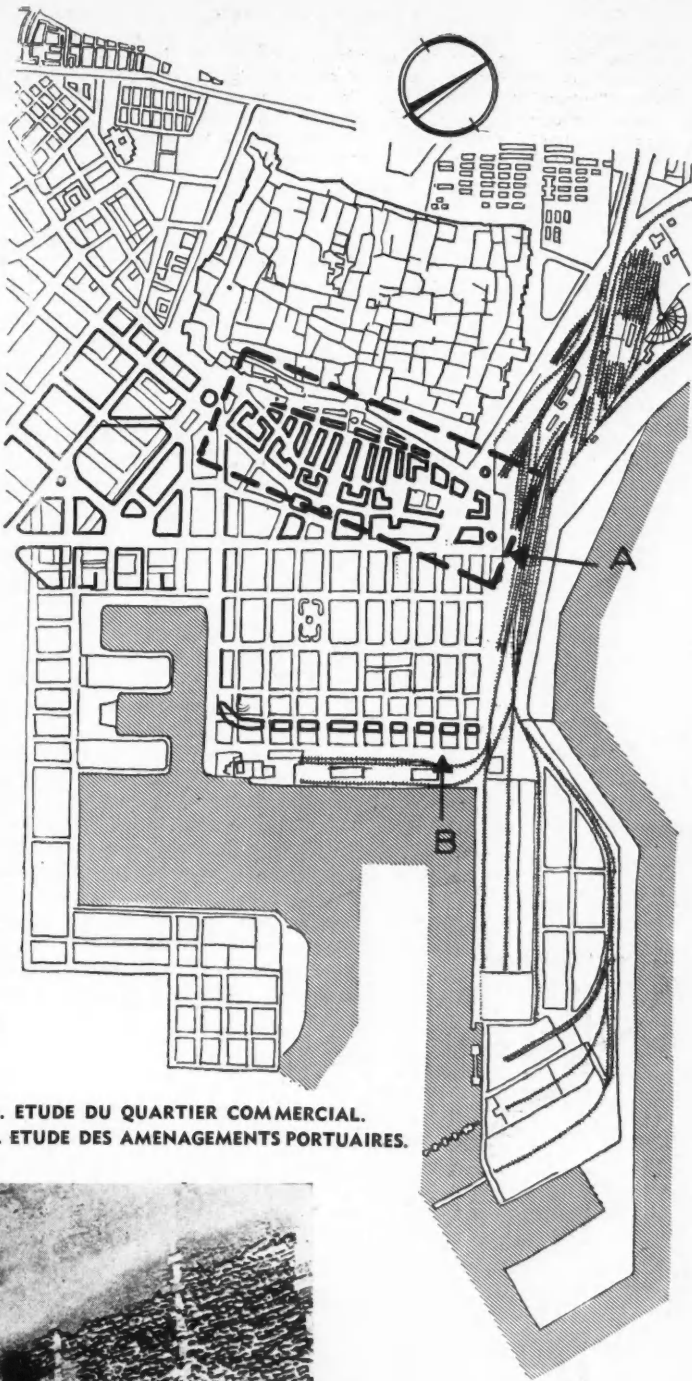 A
B
. ETUDE DU QUARTIER COMMERCIAL.
. ETUDE DES AMENAGEMENTS PORTUAIRES.